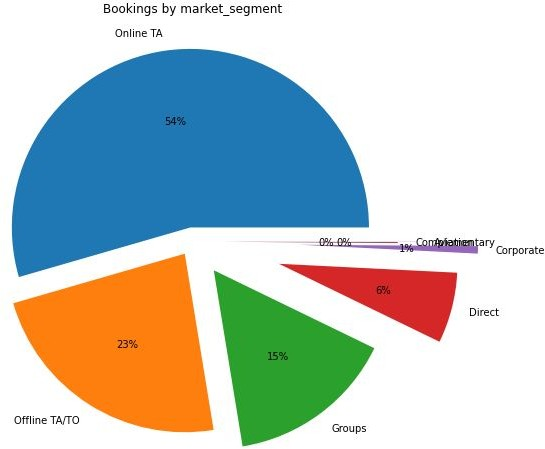 Bookings by market_segment
Online TA
54%
0% 0%
1%
Corporate
6%
Direct
23%
15%
Offline TA/TO
Groups